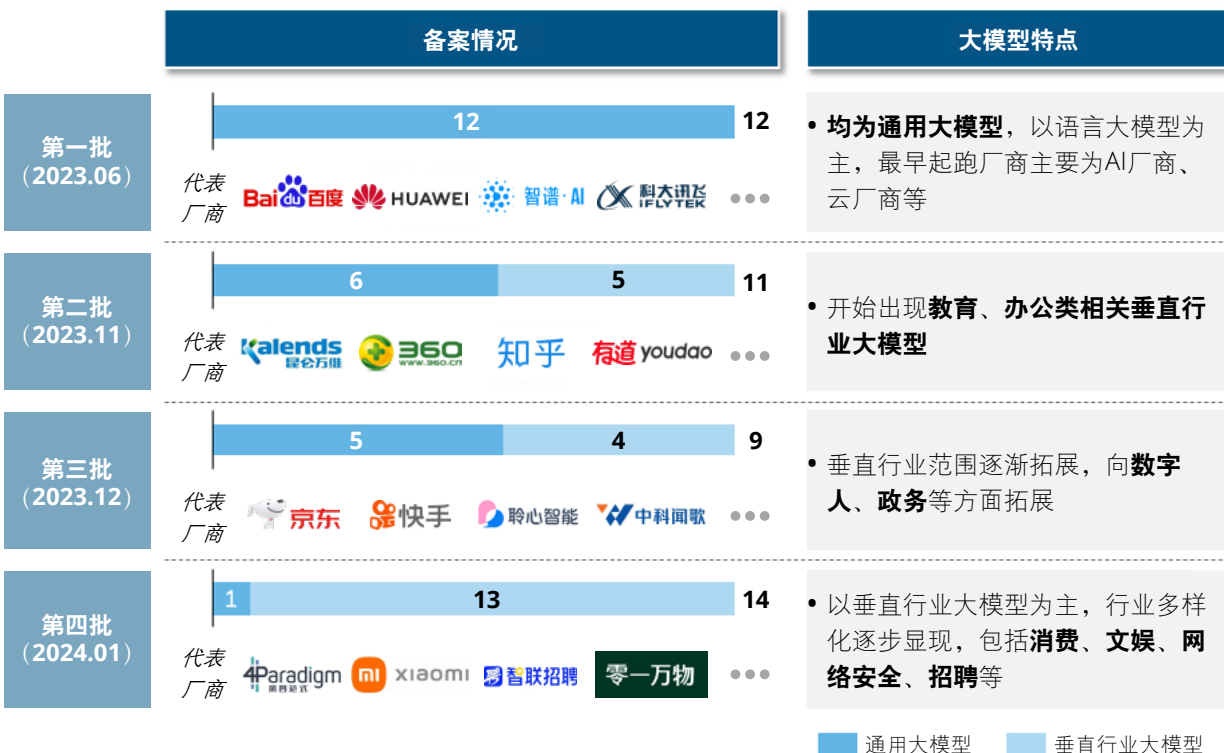 备案情况
大模型特点
第一批
（2023.06）
12
12
代表
厂商
Bai du 百度
HUAWEI
智谱·AI
科大讯飞
iFLYTEK
• 均为通用大模型，以语言大模型为
主，最早起跑厂商主要为AI厂商、
云厂商等
第二批
（2023.11）
6
5
11
代表
厂商
Kalends
昆仑万维
360
www.360.cn
知乎
有道 youdao
• 开始出现教育、办公类相关垂直行
业大模型
第三批
（2023.12）
5
4
9
代表
厂商
京东
快手
聆心智能
中科闻歌
• 垂直行业范围逐渐拓展，向数字
人、政务等方面拓展
第四批
（2024.01）
1
13
14
代表
厂商
4Paradigm
第四范式
mi
xiaomi
智联招聘
零一万物
• 以垂直行业大模型为主，行业多样
化逐步显现，包括消费、文娱、网
络安全、招聘等
通用大模型
垂直行业大模型